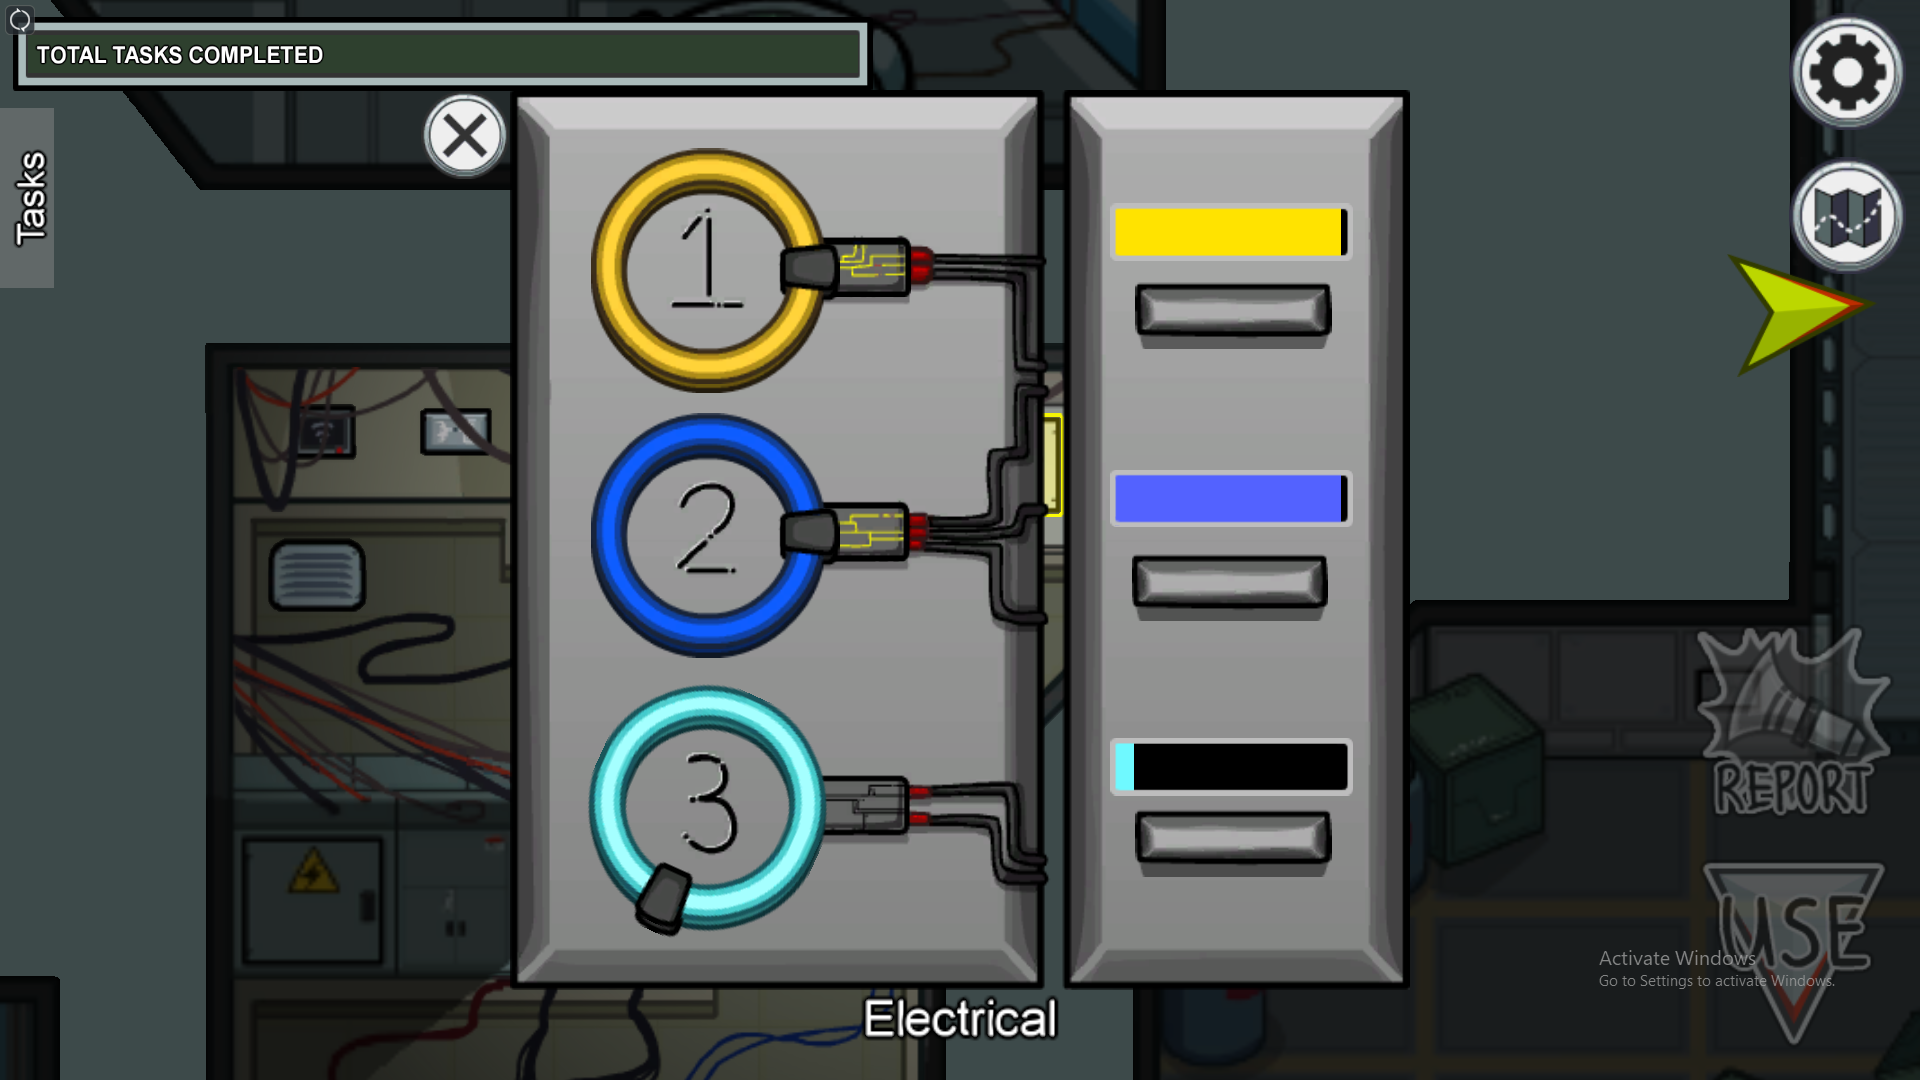 TOTAL TASKS COMPLETED
Tasks
1
2
3
REPORT
USE
Activate Windows
Go to Settings to activate Windows.
Electrical